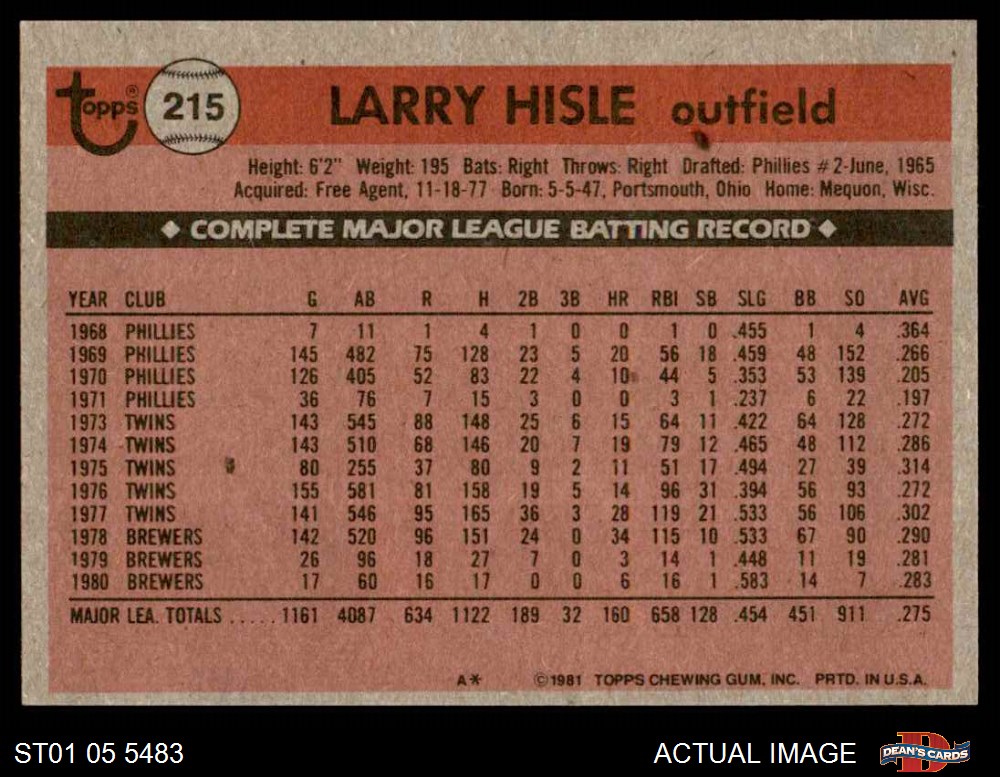 Topps® 215 LARRY HISLE outfield
Height: 6'2" Weight: 195 Bats: Right Throws: Right Drafted: Phillies #2-June, 1965
Acquired: Free Agent, 11-18-77 Born: 5-5-47, Portsmouth, Ohio Home: Mequon, Wisc.
◆ COMPLETE MAJOR LEAGUE BATTING RECORD ◆
YEAR CLUB G AB R H 2B 3B HR RBI SB SLG BB SO AVG
1968 PHILLIES 7 11 1 4 1 0 0 1 0 .455 1 4 .364
1969 PHILLIES 145 482 75 128 23 5 20 56 18 .459 48 152 .266
1970 PHILLIES 126 405 52 83 22 4 10 44 5 .353 53 139 .205
1971 PHILLIES 36 76 7 15 3 0 0 3 1 .237 6 22 .197
1973 TWINS 143 545 88 148 25 6 15 64 11 .422 64 128 .272
1974 TWINS 143 510 68 146 20 7 19 79 12 .465 48 112 .286
1975 TWINS 80 255 37 80 9 2 11 51 17 .494 27 39 .314
1976 TWINS 155 581 81 158 19 5 14 96 31 .394 56 93 .272
1977 TWINS 141 546 95 165 36 3 28 119 21 .533 56 106 .302
1978 BREWERS 142 520 96 151 24 0 34 115 10 .533 67 90 .290
1979 BREWERS 26 96 18 27 7 0 3 14 1 .448 11 19 .281
1980 BREWERS 17 60 16 17 0 0 6 16 1 .583 14 7 .283
MAJOR LEA. TOTALS ..... 1161 4087 634 1122 189 32 160 658 128 .454 451 911 .275
A* ©1981 TOPPS CHEWING GUM, INC. PRTD. IN U.S.A.
ST01 05 5483 ACTUAL IMAGE DEAN'S CARDS